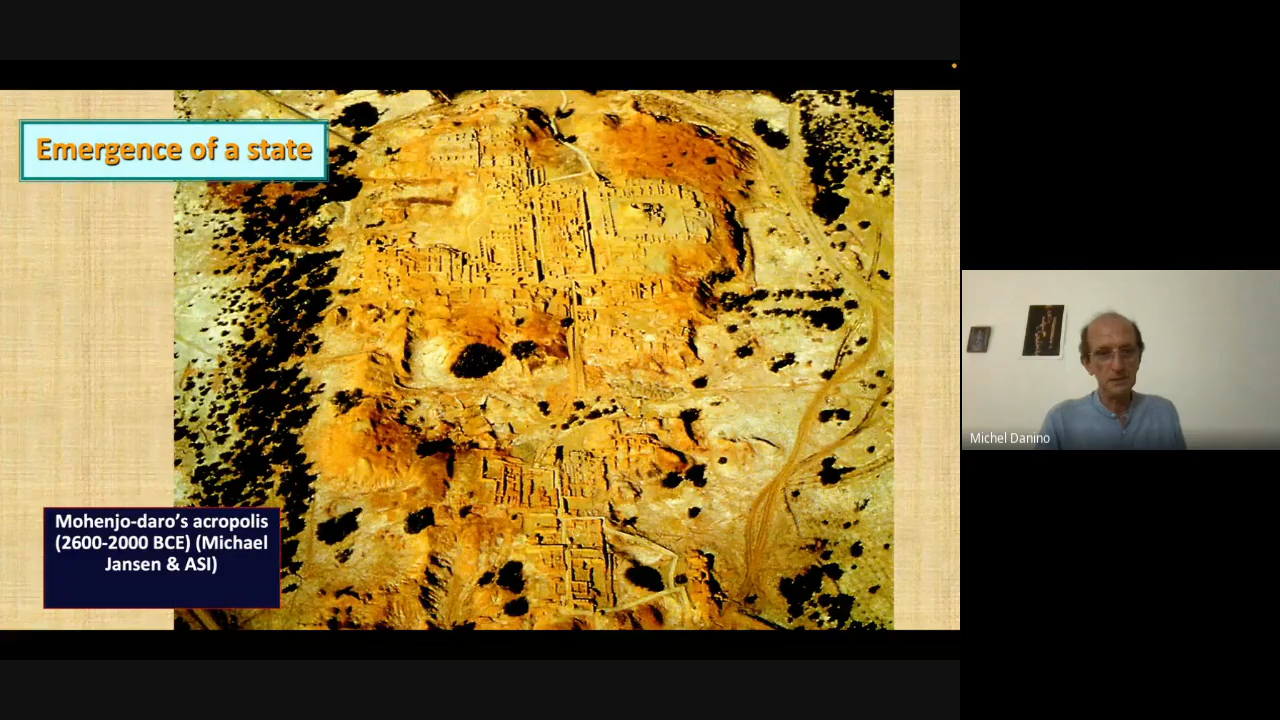 Emergence of a state
Mohenjo-daro's acropolis
(2600-2000 BCE) (Michael
Jansen & ASI)
Michel Danino